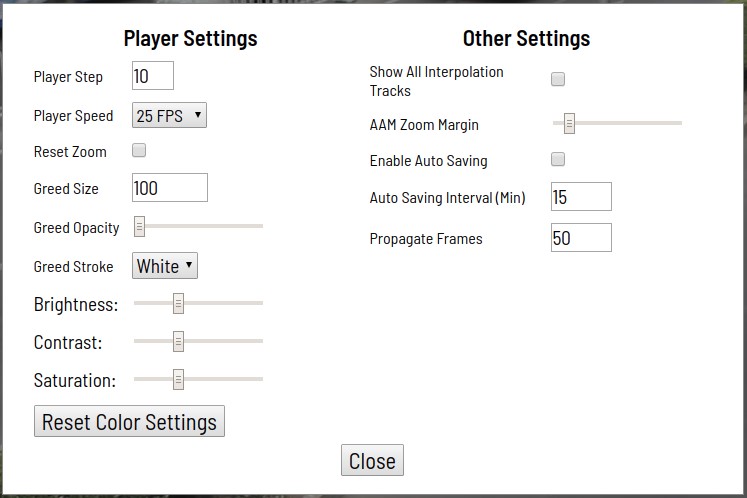 Player Settings
Player Step
10
Player Speed
25 FPS
Reset Zoom
Greed Size
100
Greed Opacity
Greed Stroke
White
Brightness:
Contrast:
Saturation:
Reset Color Settings
Other Settings
Show All Interpolation
Tracks
AAM Zoom Margin
Enable Auto Saving
Auto Saving Interval (Min)
15
Propagate Frames
50
Close